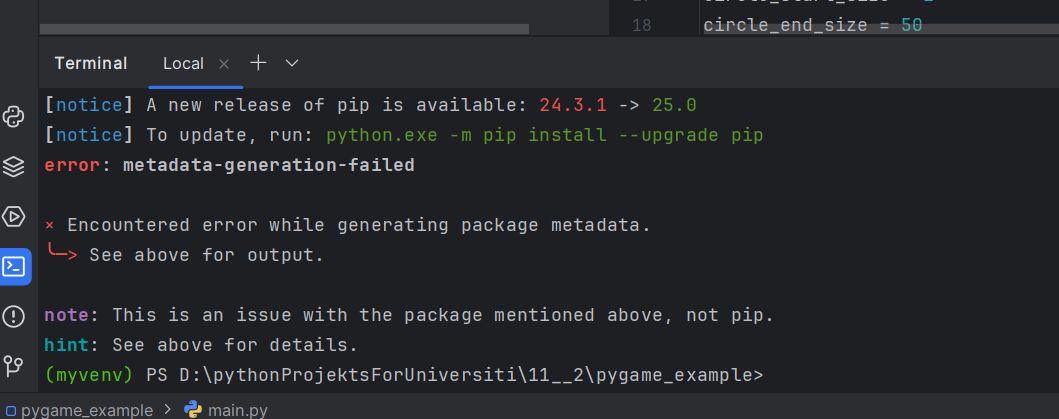 18 circle_end_size = 50
Terminal Local × + 
[notice] A new release of pip is available: 24.3.1 -> 25.0
[notice] To update, run: python.exe -m pip install --upgrade pip
error: metadata-generation-failed
× Encountered error while generating package metadata.
╰─> See above for output.
note: This is an issue with the package mentioned above, not pip.
hint: See above for details.
(myvenv) PS D:\pythonProjektsForUniversiti\11__2\pygame_example>
pygame_example > main.py